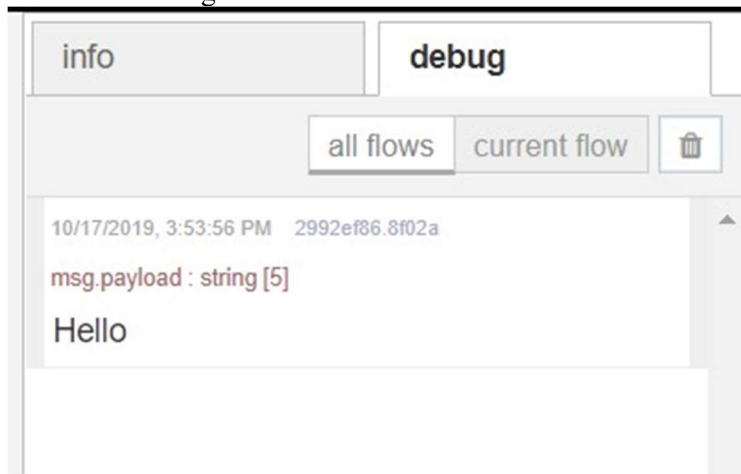 info debug
all flows current flow
10/17/2019, 3:53:56 PM 2992ef86.8f02a
msg.payload : string [5]
Hello